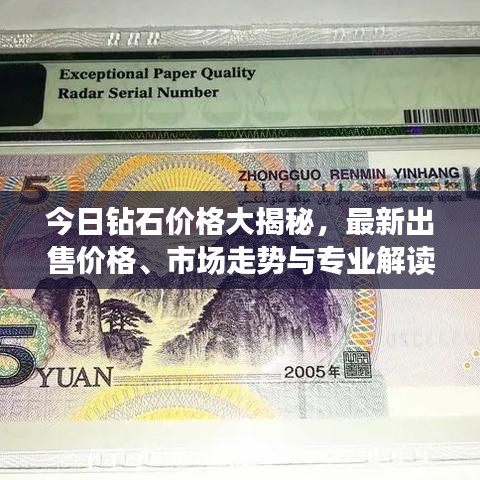 Exceptional Paper Quality
Radar Serial Number
ZHONGGUO RENMIN YINHANG
5
今日钻石价格大揭秘，最新出
售价格、市场走势与专业解读
5 YUAN
2005年